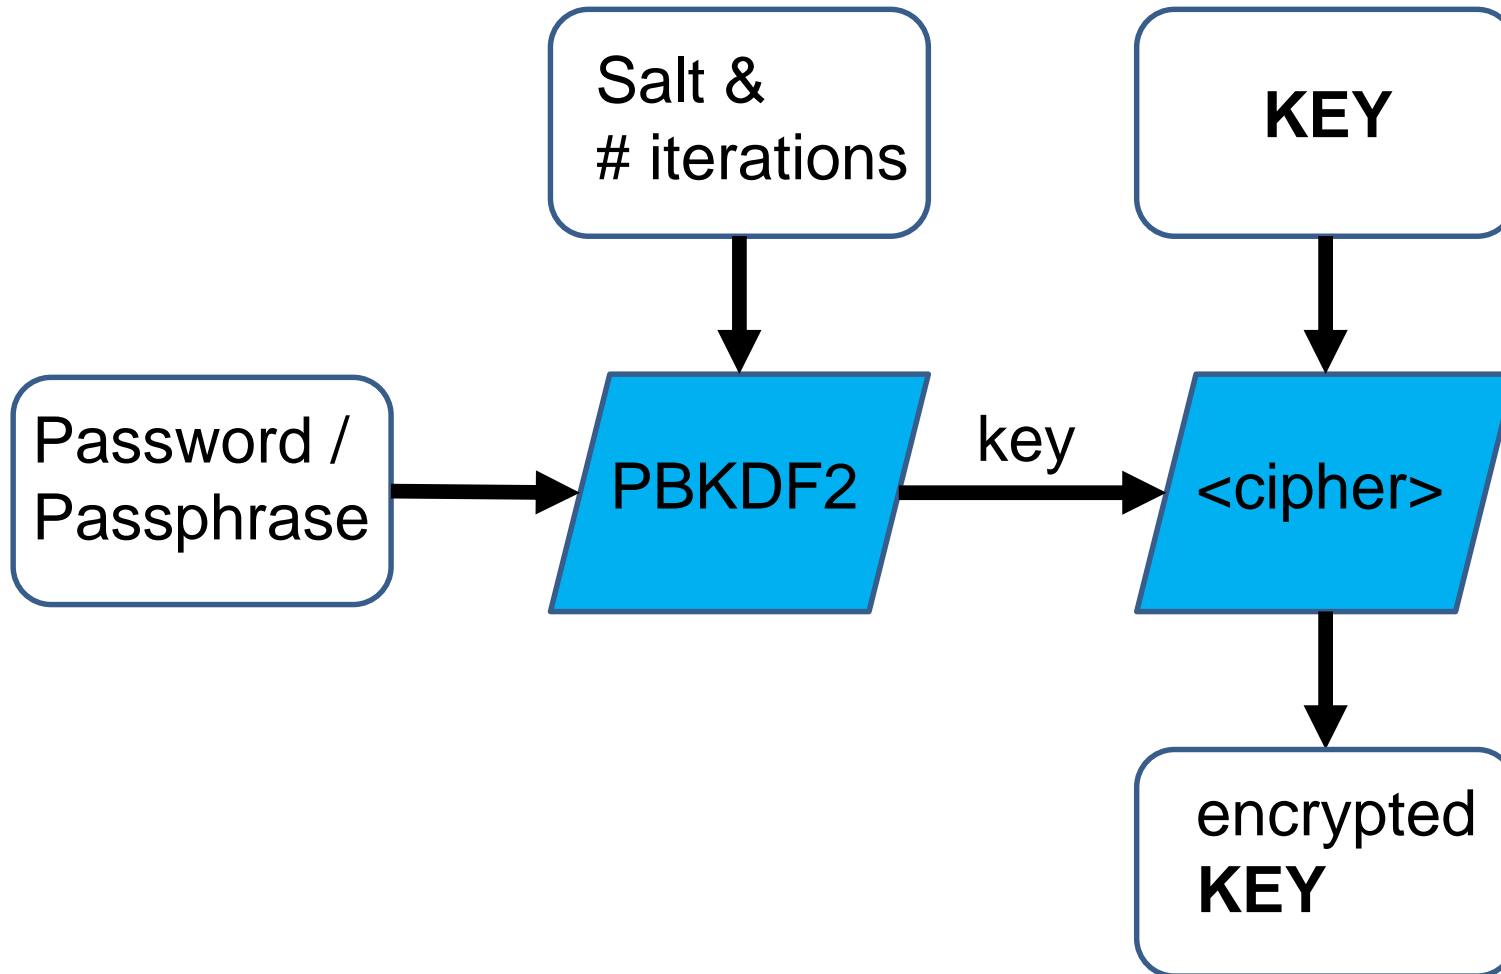 Salt &
# iterations
KEY
Password /
Passphrase
PBKDF2
key
<cipher>
encrypted
KEY